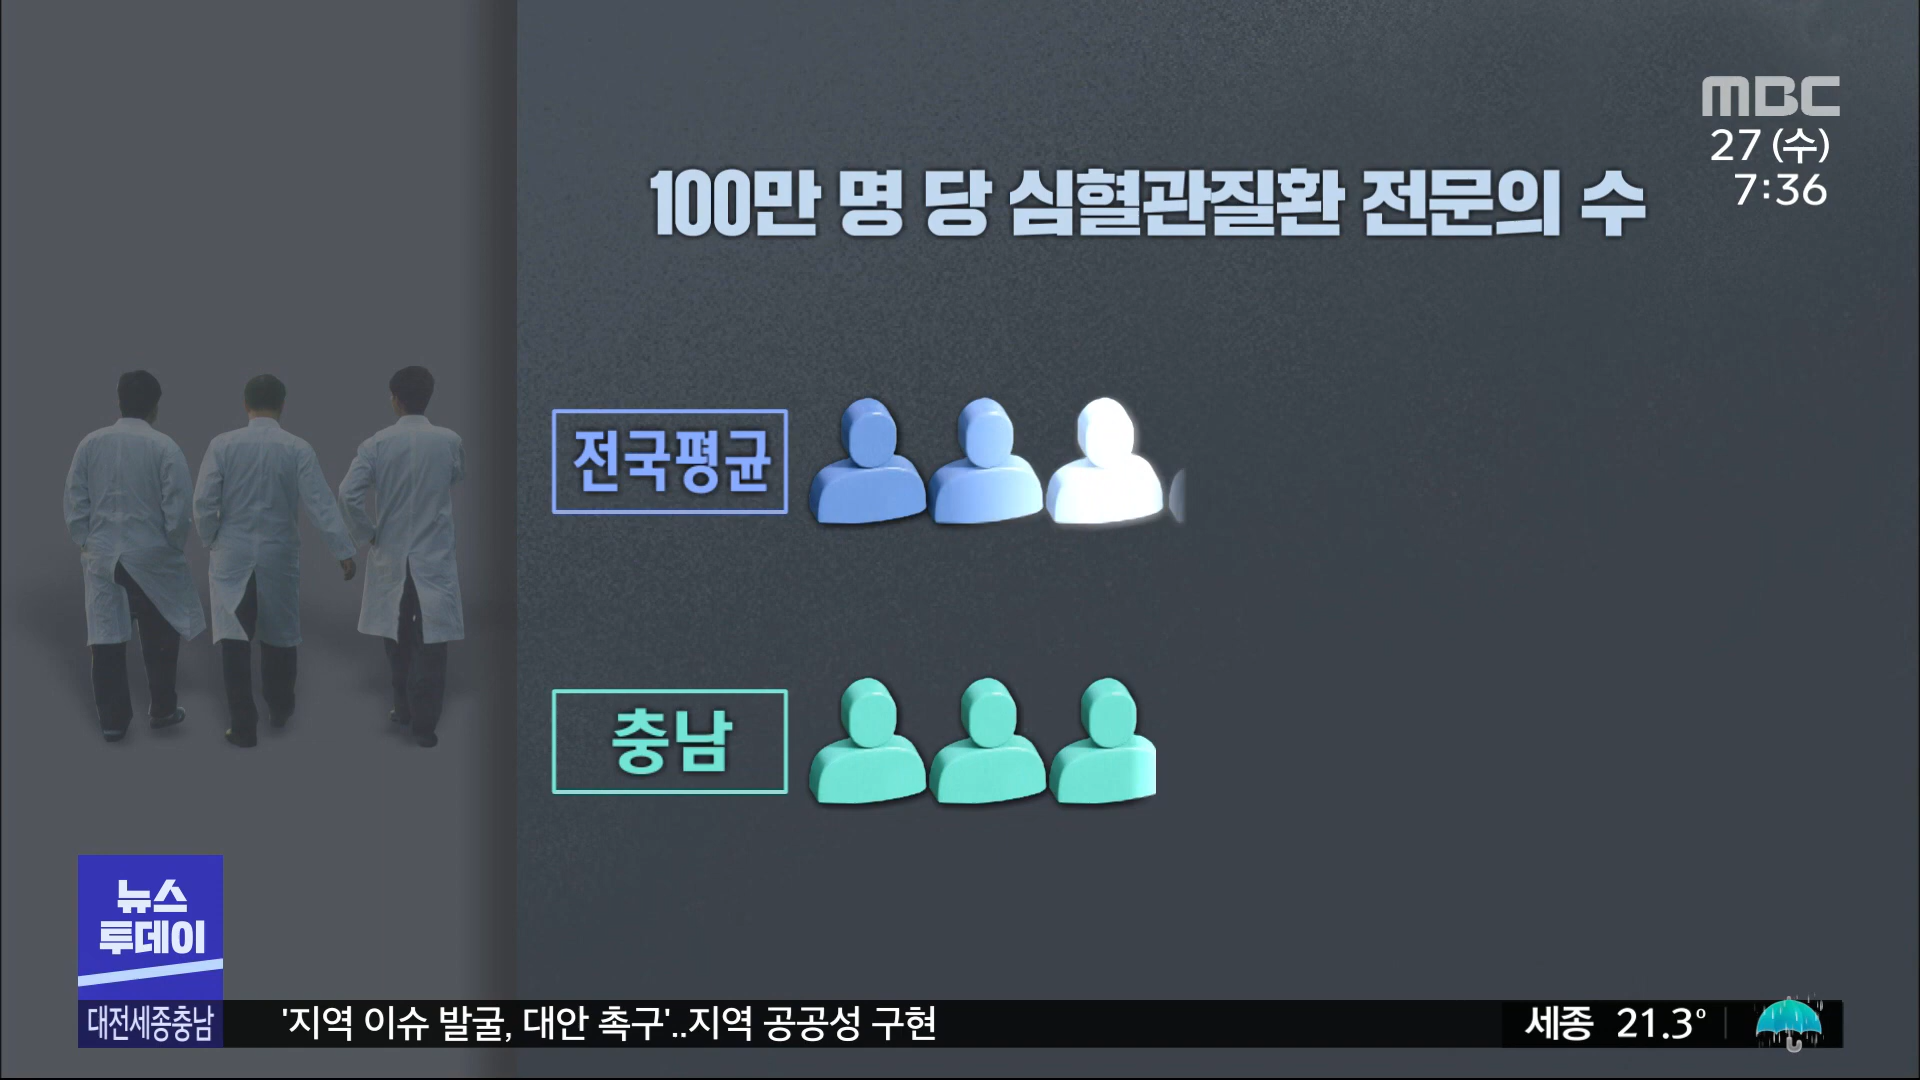 MBC
27 (수)
7:36
100만 명 당 심혈관질환 전문의 수
전국평균
충남
뉴스
투데이
대전세종충남
'지역 이슈 발굴, 대안 촉구'..지역 공공성 구현
세종 21.3°